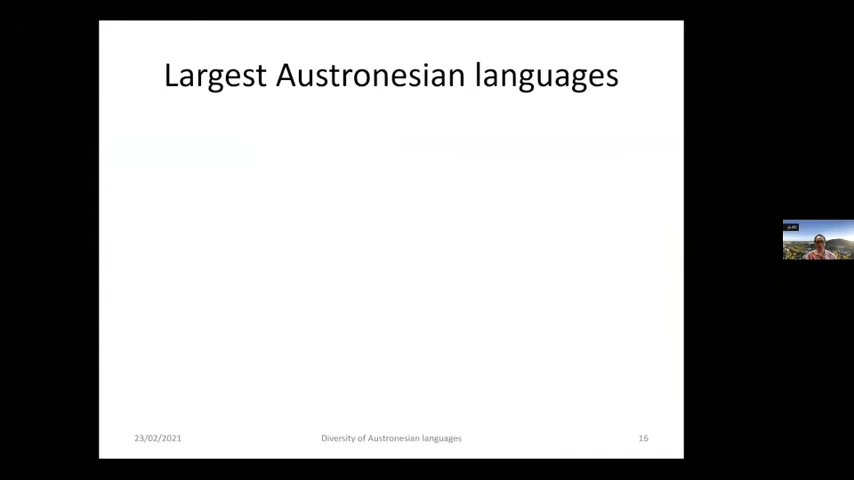 Largest Austronesian languages
23/02/2021
Diversity of Austronesian languages
16